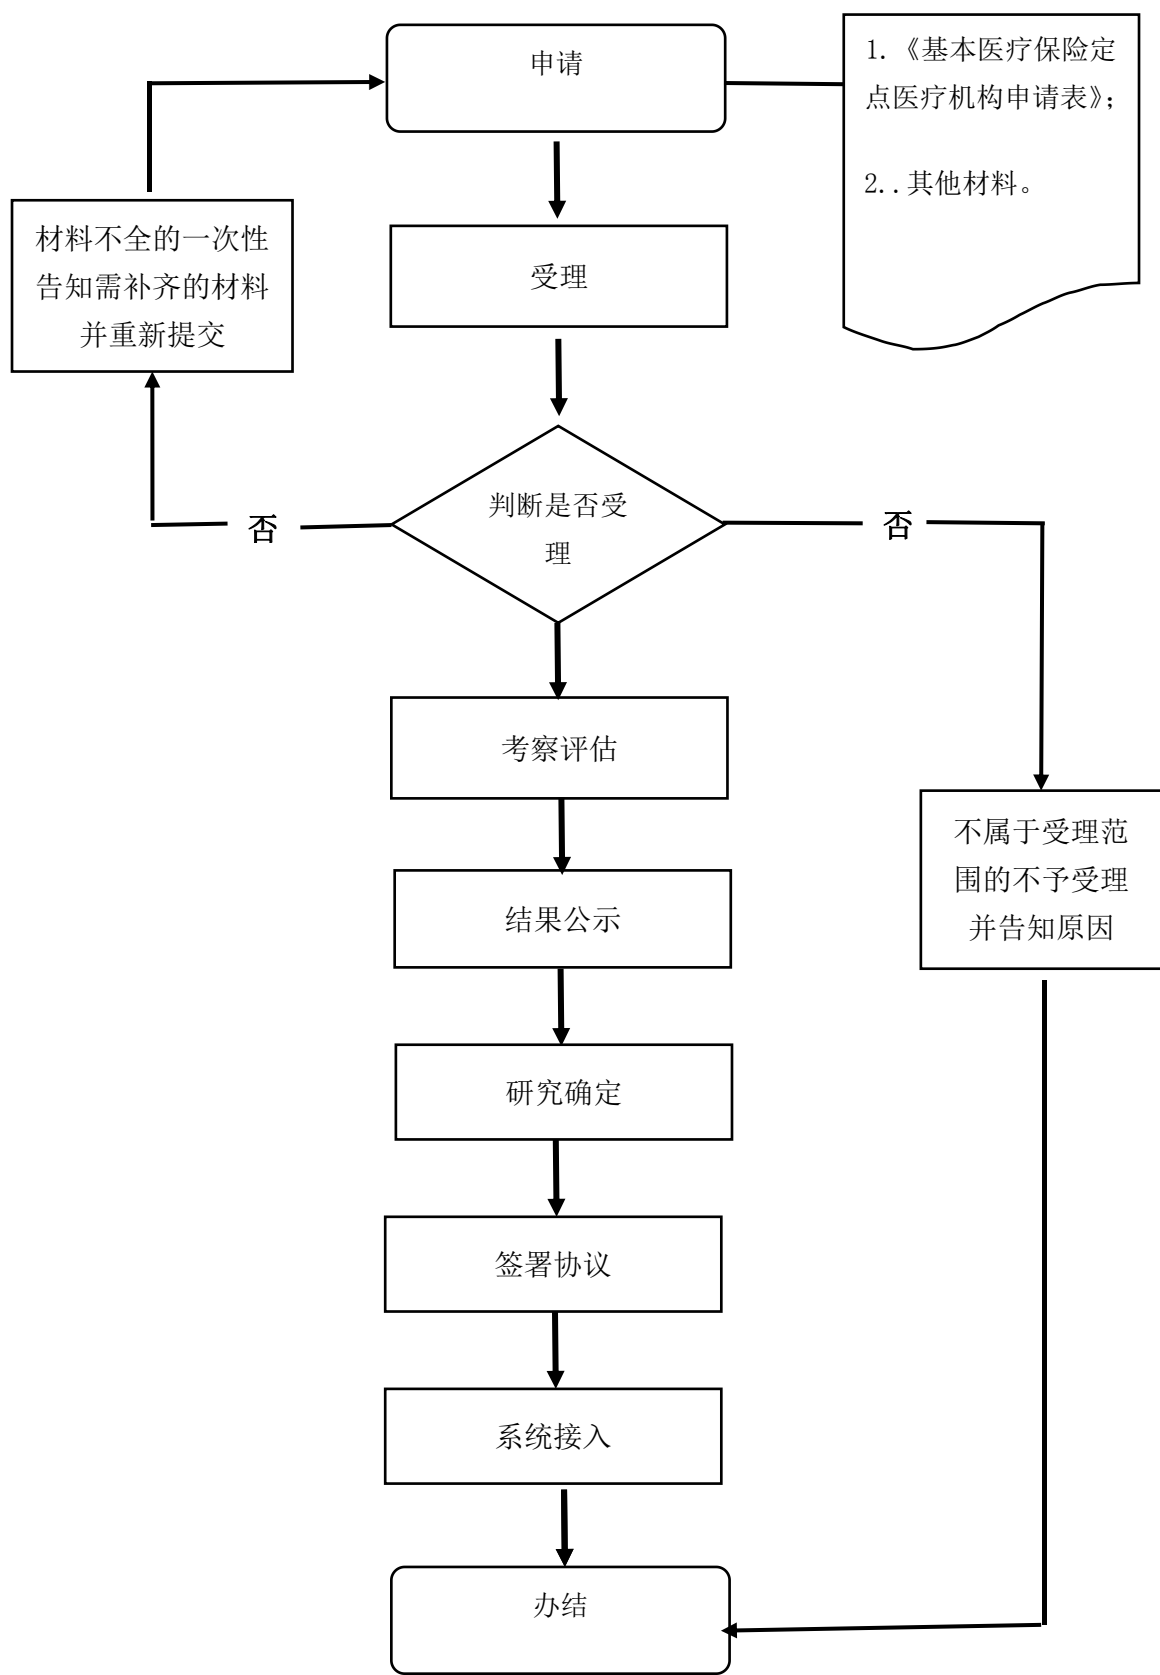 申请
1.《基本医疗保险定
点医疗机构申请表》;
2..其他材料。
材料不全的一次性
告知需补齐的材料
并重新提交
受理
判断是否受
理
否
否
考察评估
不属于受理范
围的不予受理
并告知原因
结果公示
研究确定
签署协议
系统接入
办结